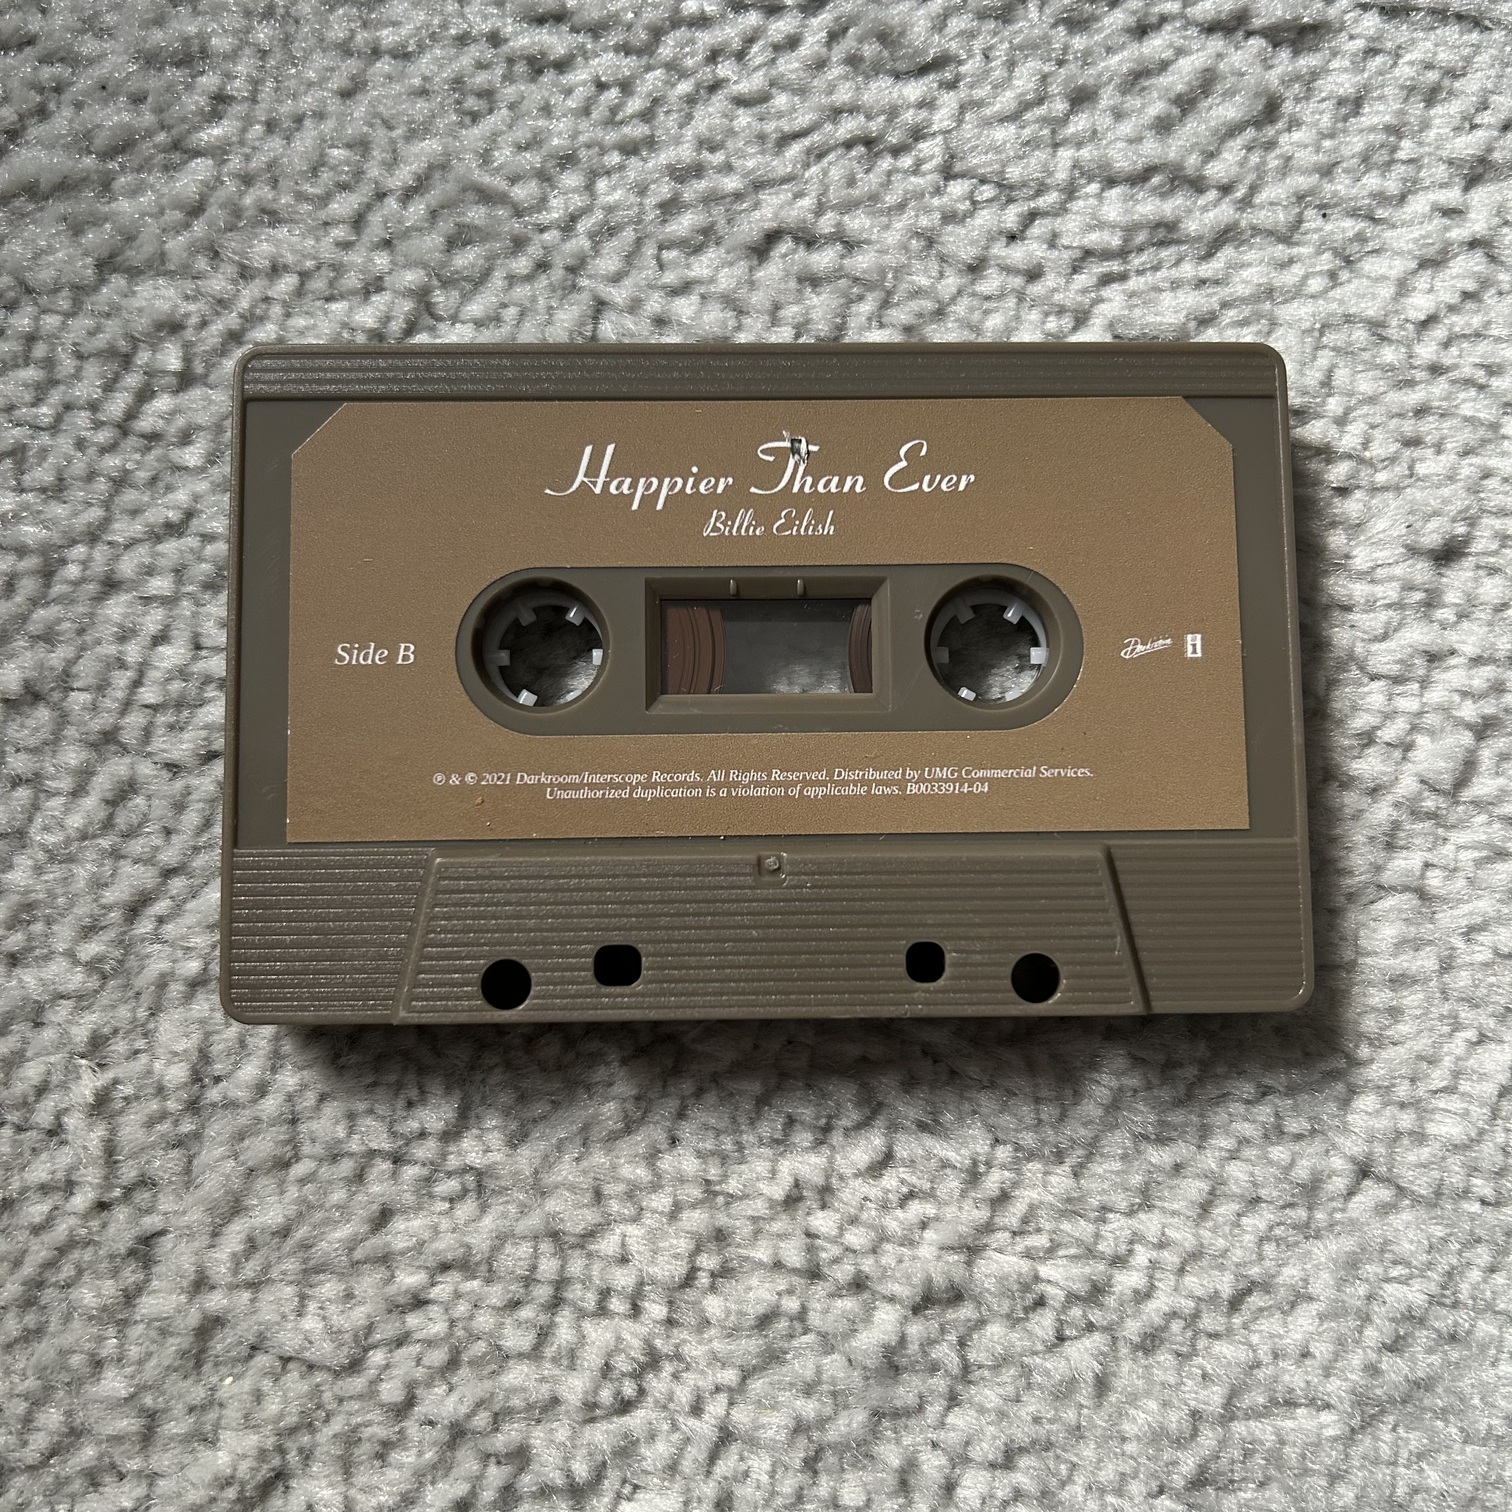 Happier Than Ever
Billie Eilish
Side B
Darkroom
℗ & © 2021 Darkroom/Interscope Records. All Rights Reserved. Distributed by UMG Commercial Services.
Unauthorized duplication is a violation of applicable laws. B0033914-04